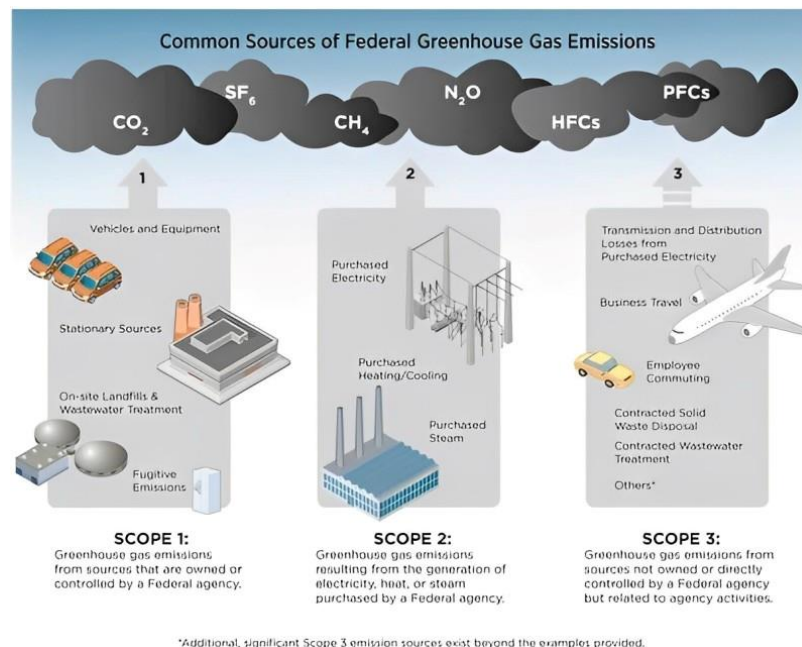 Common Sources of Federal Greenhouse Gas Emissions
CO₂
SF₆
CH₄
N₂O
HFCs
PFCs
1
2
3
Vehicles and Equipment
Stationary Sources
On-site Landfills &
Wastewater Treatment
Fugitive
Emissions
Purchased
Electricity
Purchased
Heating/Cooling
Purchased
Steam
Transmission and Distribution
Losses from
Purchased Electricity
Business Travel
Employee
Commuting
Contracted Solid
Waste Disposal
Contracted Wastewater
Treatment
Others*
SCOPE 1:
Greenhouse gas emissions
from sources that are owned or
controlled by a Federal agency.
SCOPE 2:
Greenhouse gas emissions
resulting from the generation of
electricity, heat, or steam
purchased by a Federal agency.
SCOPE 3:
Greenhouse gas emissions from
sources not owned or directly
controlled by a Federal agency
but related to agency activities.
*Additional, significant Scope 3 emission sources exist beyond the examples provided.